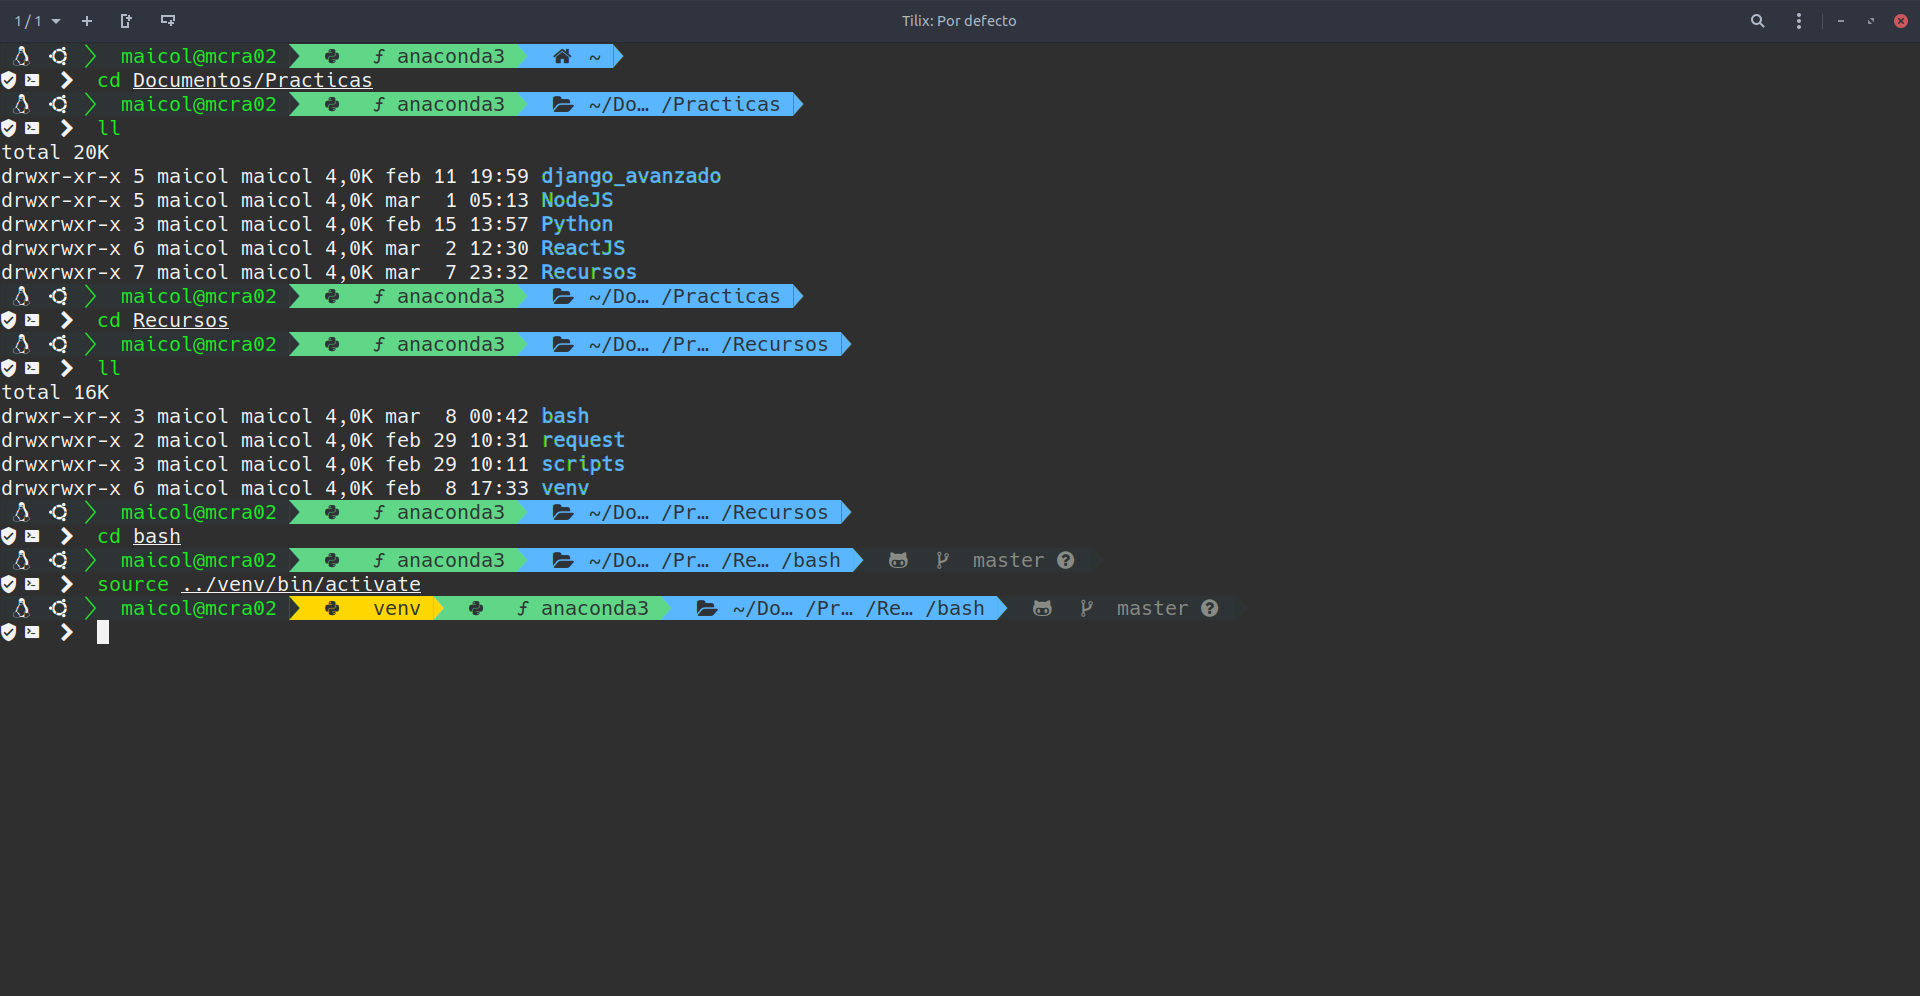 1 / 1 Tilix: Por defecto
maicol@mcra02 ƒ anaconda3 ~
cd Documentos/Practicas
maicol@mcra02 ƒ anaconda3 ~/Do… /Practicas
ll
total 20K
drwxr-xr-x 5 maicol maicol 4,0K feb 11 19:59 django_avanzado
drwxr-xr-x 5 maicol maicol 4,0K mar  1 05:13 NodeJS
drwxrwxr-x 3 maicol maicol 4,0K feb 15 13:57 Python
drwxrwxr-x 6 maicol maicol 4,0K mar  2 12:30 ReactJS
drwxrwxr-x 7 maicol maicol 4,0K mar  7 23:32 Recursos
maicol@mcra02 ƒ anaconda3 ~/Do… /Practicas
cd Recursos
maicol@mcra02 ƒ anaconda3 ~/Do… /Pr… /Recursos
ll
total 16K
drwxr-xr-x 3 maicol maicol 4,0K mar  8 00:42 bash
drwxrwxr-x 2 maicol maicol 4,0K feb 29 10:31 request
drwxrwxr-x 3 maicol maicol 4,0K feb 29 10:11 scripts
drwxrwxr-x 6 maicol maicol 4,0K feb  8 17:33 venv
maicol@mcra02 ƒ anaconda3 ~/Do… /Pr… /Recursos
cd bash
maicol@mcra02 ƒ anaconda3 ~/Do… /Pr… /Re… /bash master ?
source ../venv/bin/activate
maicol@mcra02 venv ƒ anaconda3 ~/Do… /Pr… /Re… /bash master ?